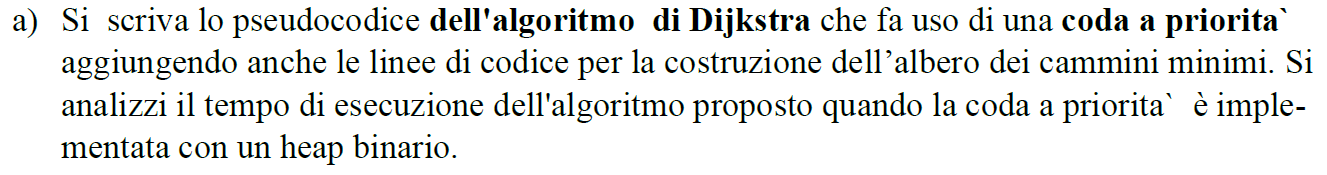 a) Si scriva lo pseudocodice dell'algoritmo di Dijkstra che fa uso di una coda a priorita`
aggiungendo anche le linee di codice per la costruzione dell’albero dei cammini minimi. Si
analizzi il tempo di esecuzione dell'algoritmo proposto quando la coda a priorita` è imple-
mentata con un heap binario.